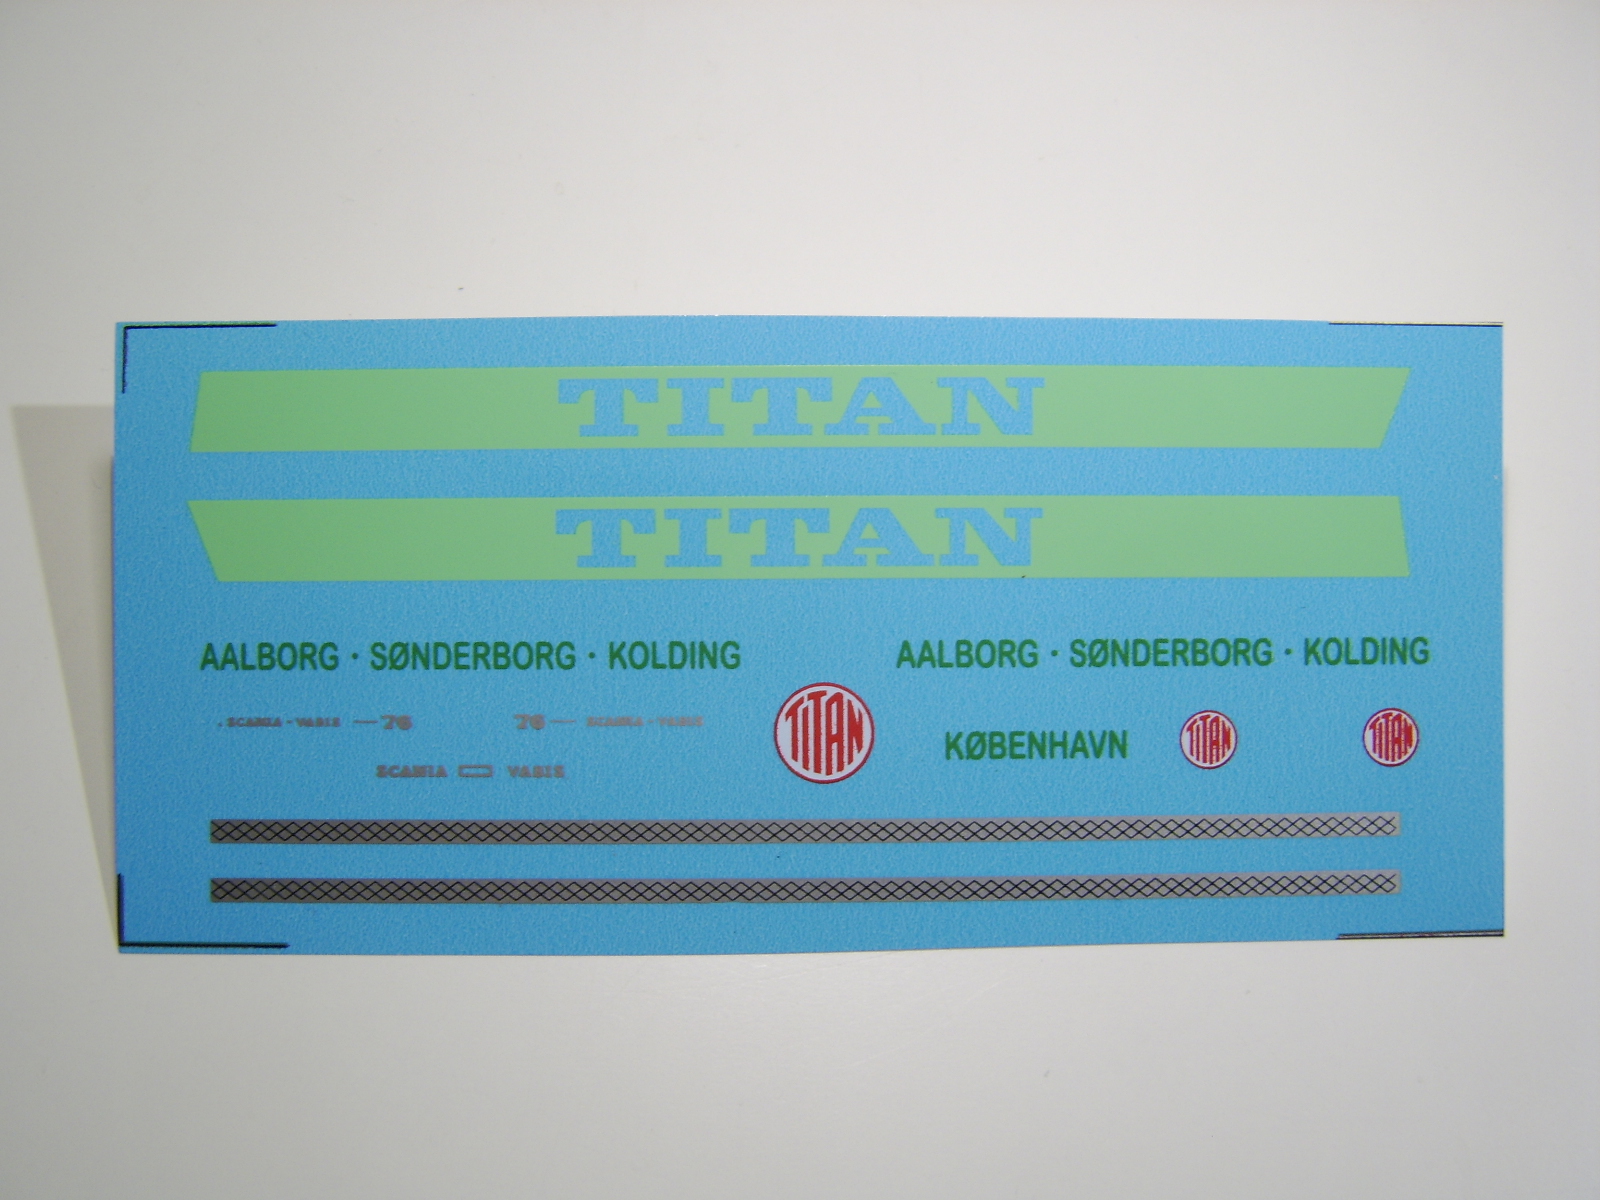 TITAN
TITAN
AALBORG · SØNDERBORG · KOLDING AALBORG · SØNDERBORG · KOLDING
SCANIA - VABIS — 76 76 — SCANIA - VABIS TITAN KØBENHAVN TITAN TITAN
SCANIA VABIS